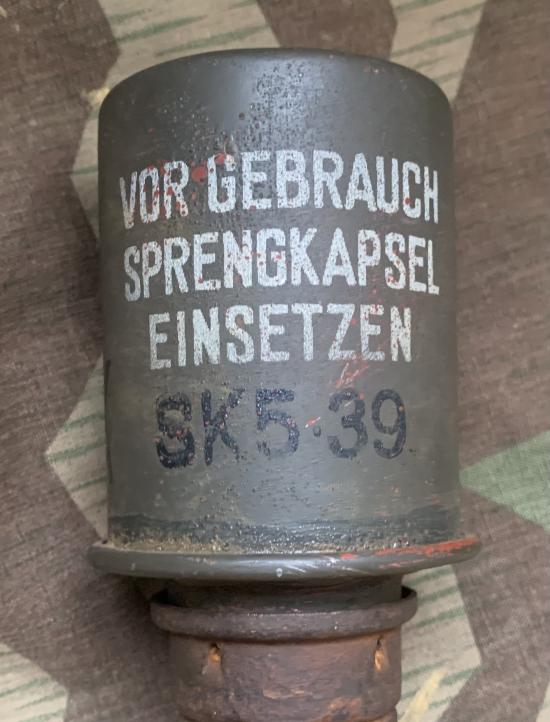 VOR GEBRAUCH
SPRENGKAPSEL
EINSETZEN
SK5·39